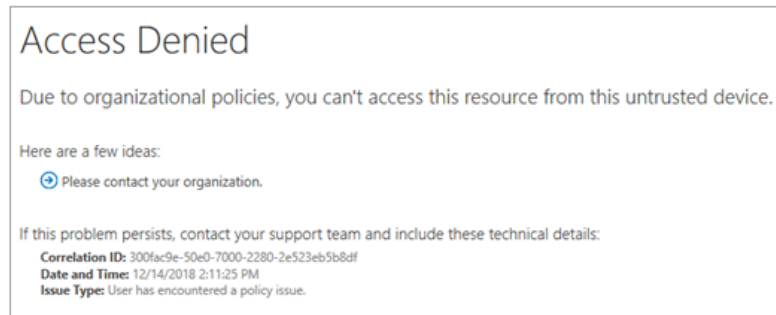 Access Denied
Due to organizational policies, you can't access this resource from this untrusted device.
Here are a few ideas:
Please contact your organization.
If this problem persists, contact your support team and include these technical details:
Correlation ID: 300fac9e-50e0-7000-2280-2e523eb5b8df
Date and Time: 12/14/2018 2:11:25 PM
Issue Type: User has encountered a policy issue.